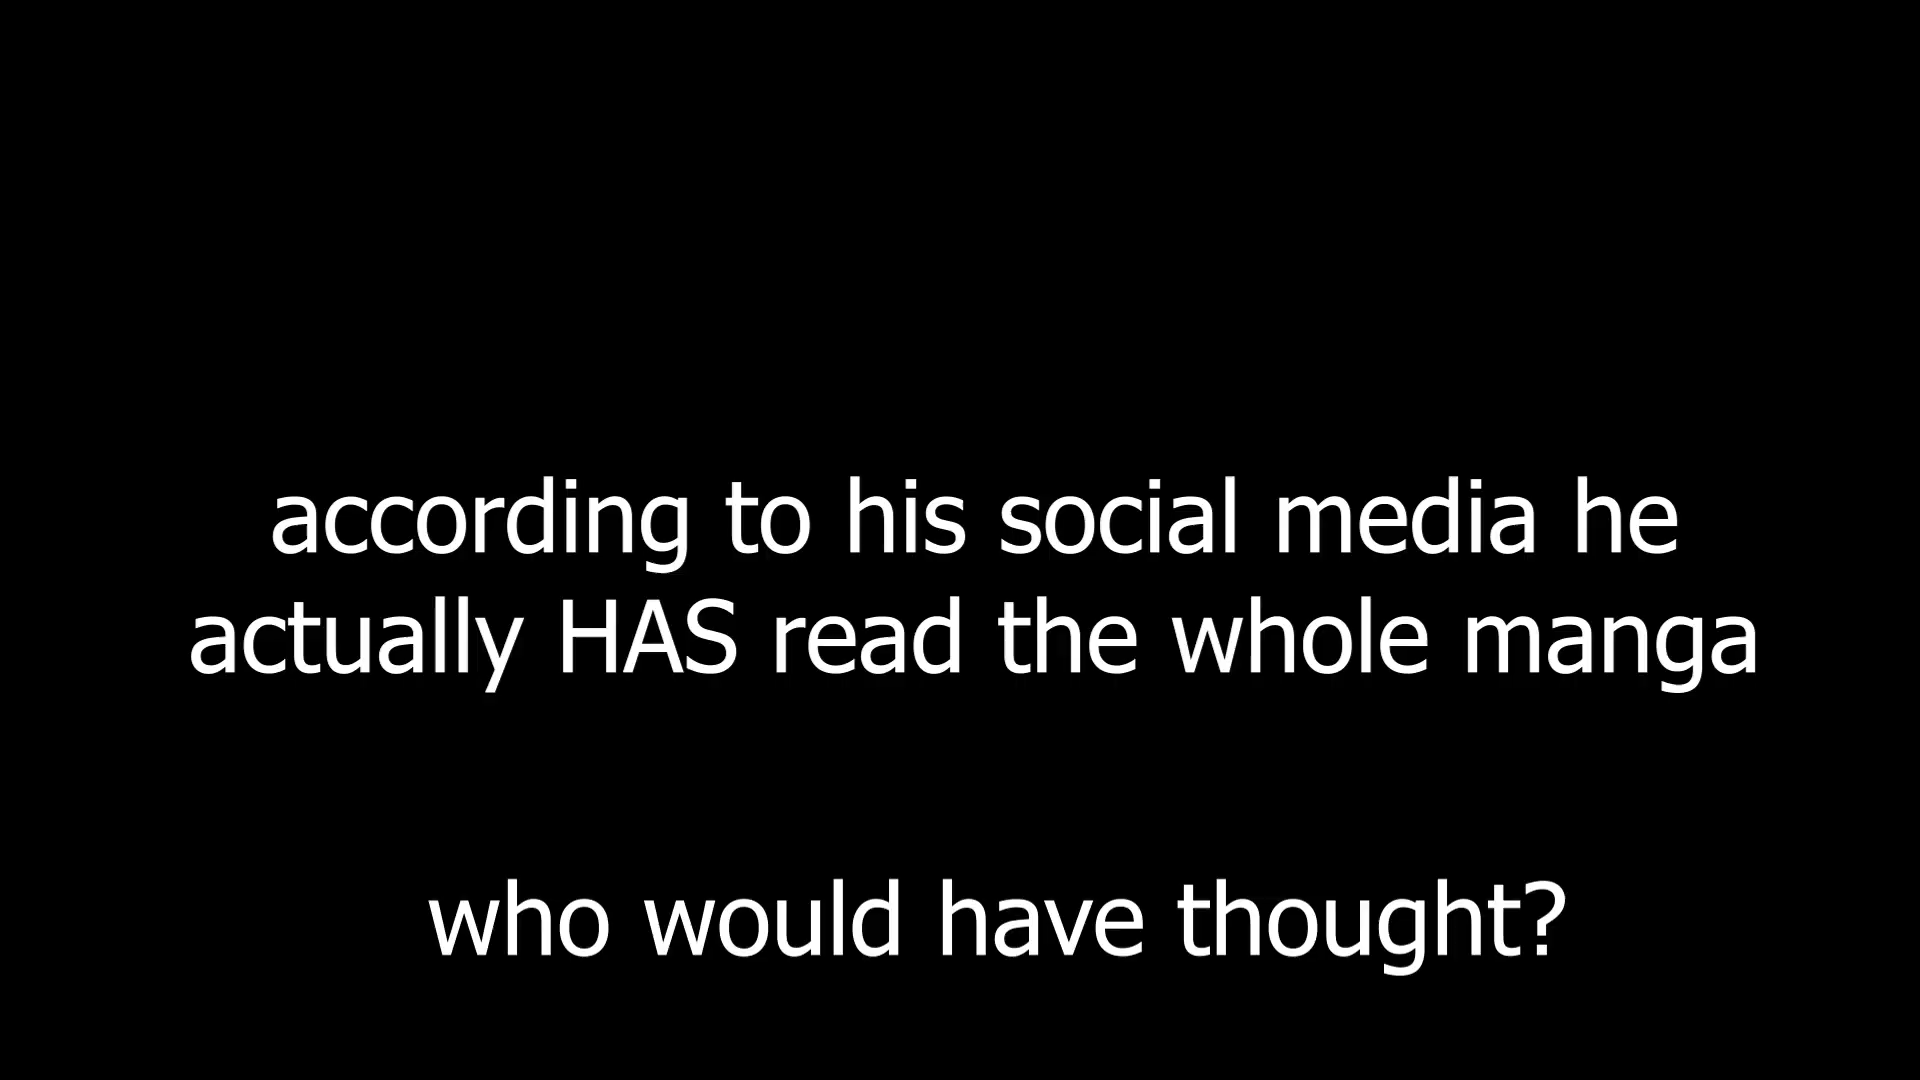 according to his social media he
actually HAS read the whole manga
who would have thought?